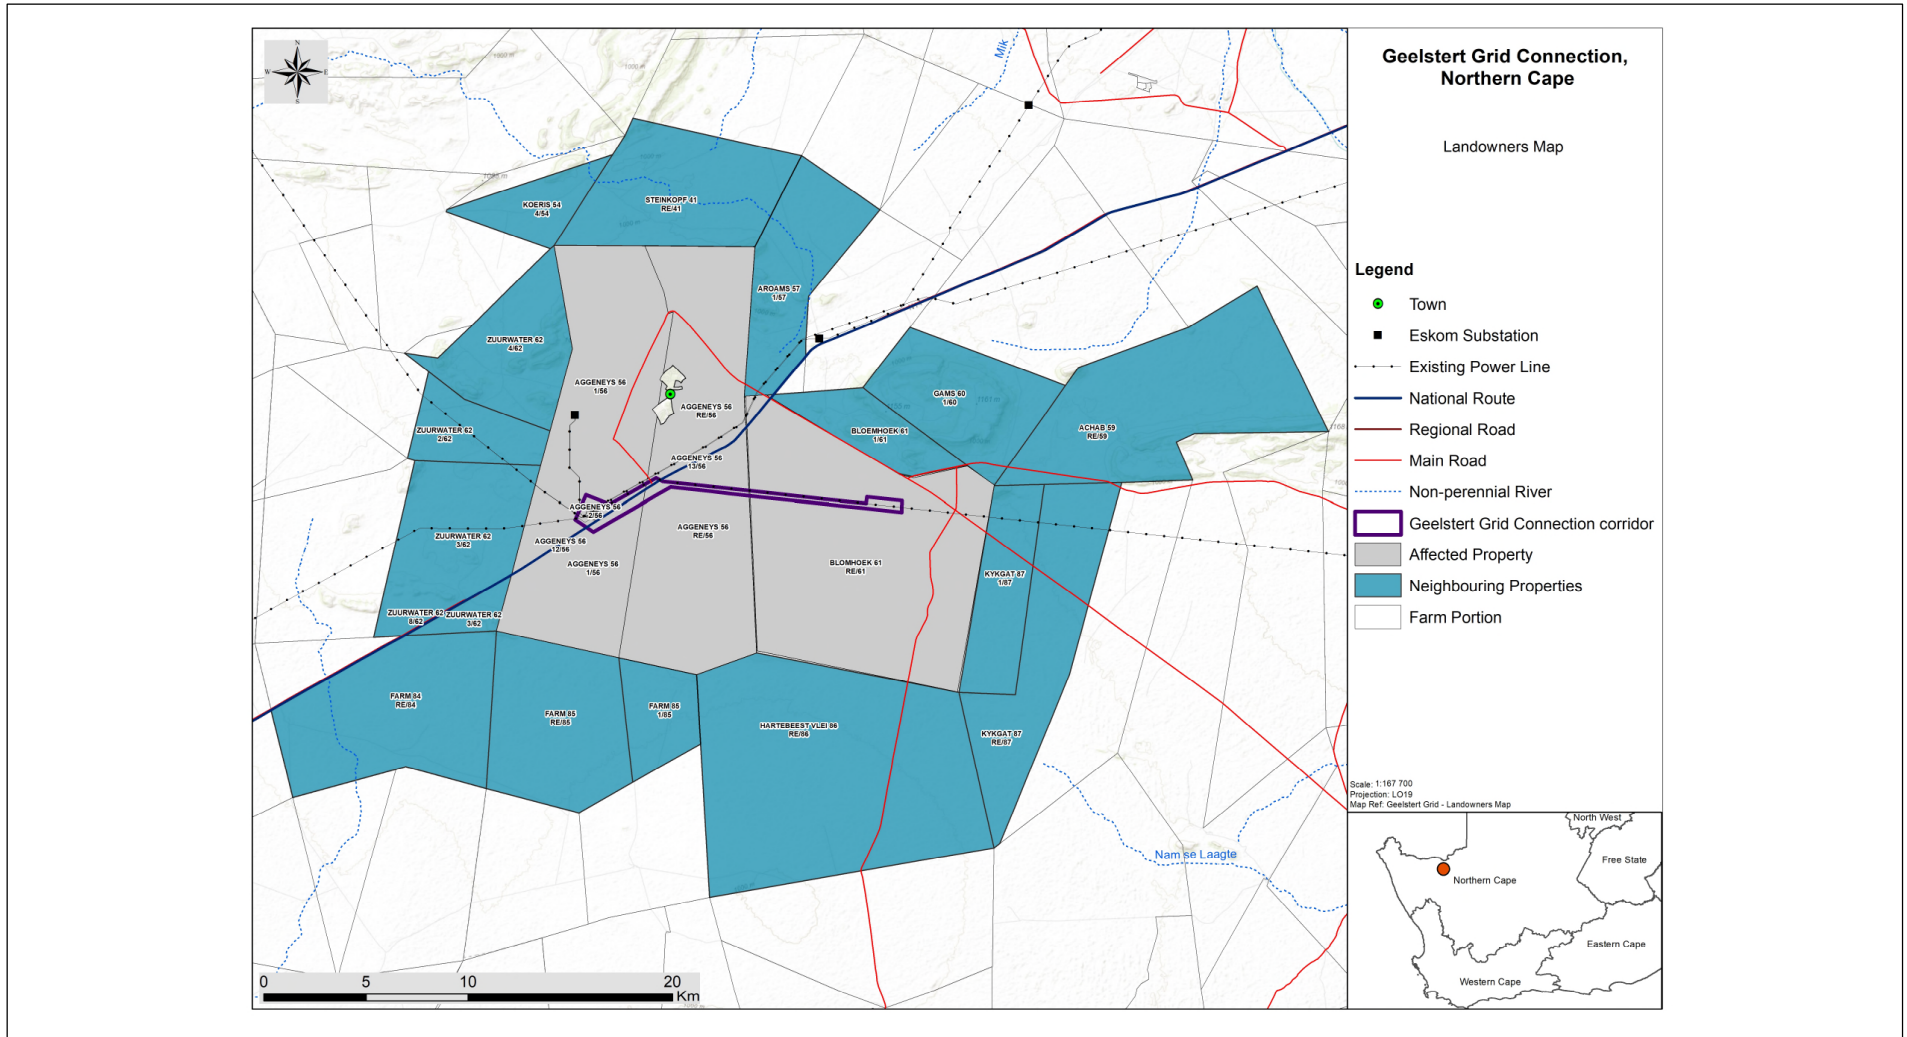 N
W
E
S
Mik
KOERIS 54
4/54
STEINKOPF 41
RE/41
AROAMS 57
1/57
ZUURWATER 62
4/62
AGGENEYS 56
1/56
AGGENEYS 56
RE/56
GAMS 60
1/60
ZUURWATER 62
2/62
BLOEMHOEK 61
1/61
ACHAB 59
RE/59
AGGENEYS 56
13/56
AGGENEYS 56
2/56
ZUURWATER 62
3/62
AGGENEYS 56
12/56
AGGENEYS 56
RE/56
AGGENEYS 56
1/56
BLOMHOEK 61
RE/61
KYKGAT 87
1/87
ZUURWATER 62
8/62
ZUURWATER 62
3/62
FARM 84
RE/84
FARM 85
RE/85
FARM 85
1/85
HARTEBEEST VLEI 86
RE/86
KYKGAT 87
RE/87
Nam se Laagte
0 5 10 20
Km
Geelstert Grid Connection,
Northern Cape
Landowners Map
Legend
Town
Eskom Substation
Existing Power Line
National Route
Regional Road
Main Road
Non-perennial River
Geelstert Grid Connection corridor
Affected Property
Neighbouring Properties
Farm Portion
Scale: 1:167 700
Projection: LO19
Map Ref: Geelstert Grid - Landowners Map
North West
Free State
Northern Cape
Eastern Cape
Western Cape